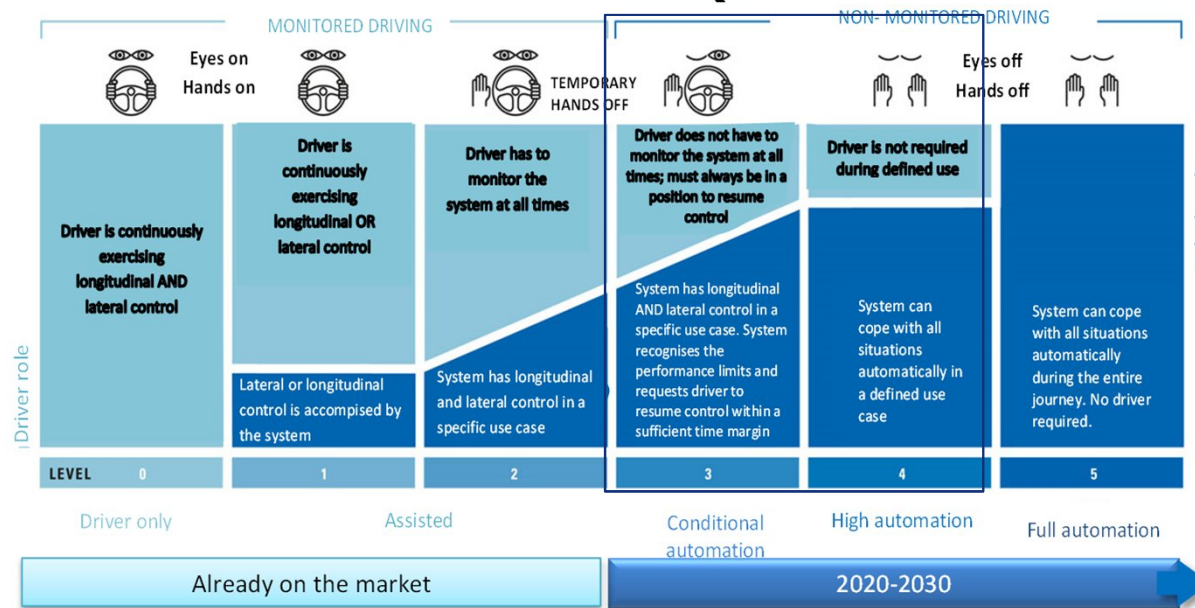 MONITORED DRIVING
NON- MONITORED DRIVING
Eyes on
Hands on
TEMPORARY
HANDS OFF
Eyes off
Hands off
Driver role
Driver is continuously
exercising
longitudinal AND
lateral control
Driver is
continuously
exercising
longitudinal OR
lateral control
Lateral or longitudinal
control is accompised by
the system
Driver has to
monitor the
system at all times
System has longitudinal
and lateral control in a
specific use case
Driver does not have to
monitor the system at all
times; must always be in a
position to resume
control
System has longitudinal
AND lateral control in a
specific use case. System
recognises the
performance limits and
requests driver to
resume control within a
sufficient time margin
Driver is not required
during defined use
System can
cope with all
situations
automatically in
a defined use
case
System can cope
with all situations
automatically
during the entire
journey. No driver
required.
LEVEL 0 1 2 3 4 5
Driver only
Assisted
Conditional
automation
High automation
Full automation
Already on the market
2020-2030